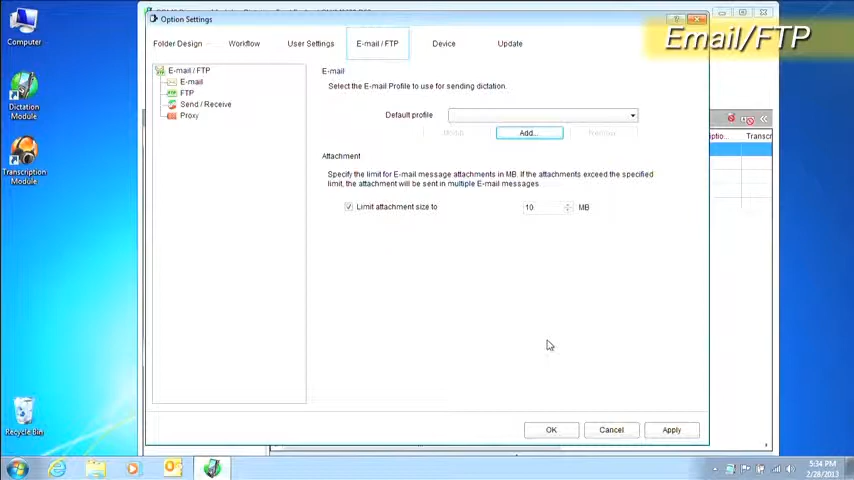 Option Settings
Email/FTP
Folder Design
Workflow
User Settings
E-mail / FTP
Device
Update
E-mail / FTP
E-mail
FTP
Send / Receive
Proxy
E-mail
Select the E-mail Profile to use for sending dictation.
Default profile
Add...
Remove
Attachment
Specify the limit for E-mail message attachments in MB. If the attachments exceed the specified
limit, the attachment will be sent in multiple E-mail messages.
Limit attachment size to
10
MB
OK
Cancel
Apply
Computer
Dictation
Module
Transcription
Module
Recycle Bin
ptio...
Transcr
5:34 PM
2/28/2013